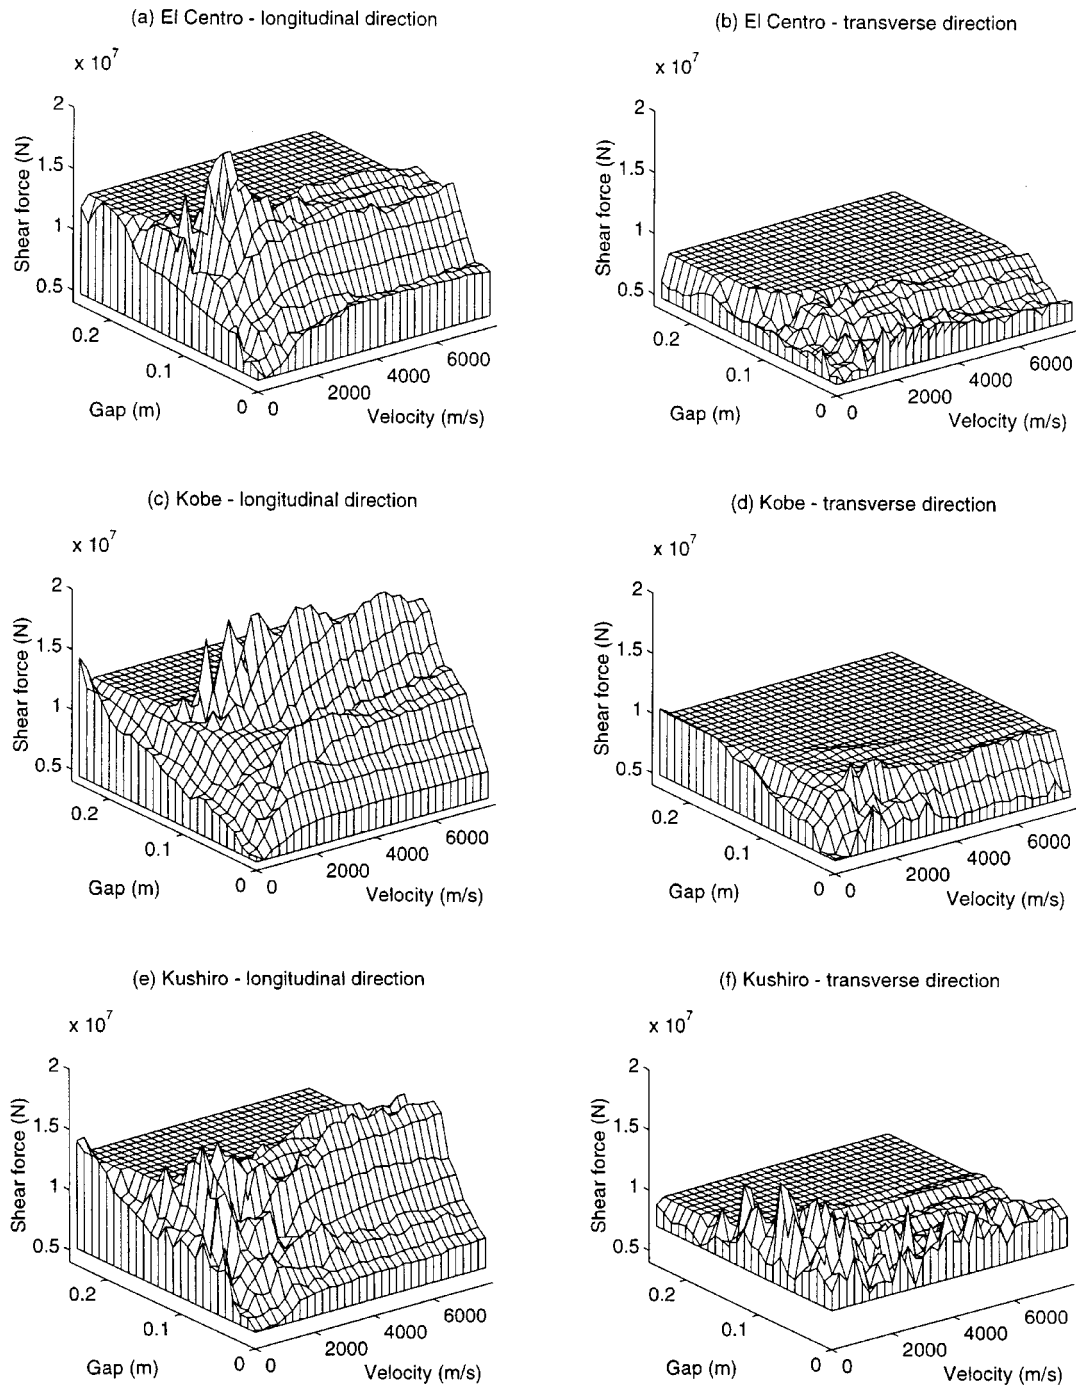 (a) El Centro - longitudinal direction
x 10^7
2
1.5
1
0.5
Shear force (N)
0.2
0.1
0
Gap (m)
0
2000
4000
6000
Velocity (m/s)
(b) El Centro - transverse direction
x 10^7
2
1.5
1
0.5
Shear force (N)
0.2
0.1
0
Gap (m)
0
2000
4000
6000
Velocity (m/s)
(c) Kobe - longitudinal direction
x 10^7
2
1.5
1
0.5
Shear force (N)
0.2
0.1
0
Gap (m)
0
2000
4000
6000
Velocity (m/s)
(d) Kobe - transverse direction
x 10^7
2
1.5
1
0.5
Shear force (N)
0.2
0.1
0
Gap (m)
0
2000
4000
6000
Velocity (m/s)
(e) Kushiro - longitudinal direction
x 10^7
2
1.5
1
0.5
Shear force (N)
0.2
0.1
0
Gap (m)
0
2000
4000
6000
Velocity (m/s)
(f) Kushiro - transverse direction
x 10^7
2
1.5
1
0.5
Shear force (N)
0.2
0.1
0
Gap (m)
0
2000
4000
6000
Velocity (m/s)